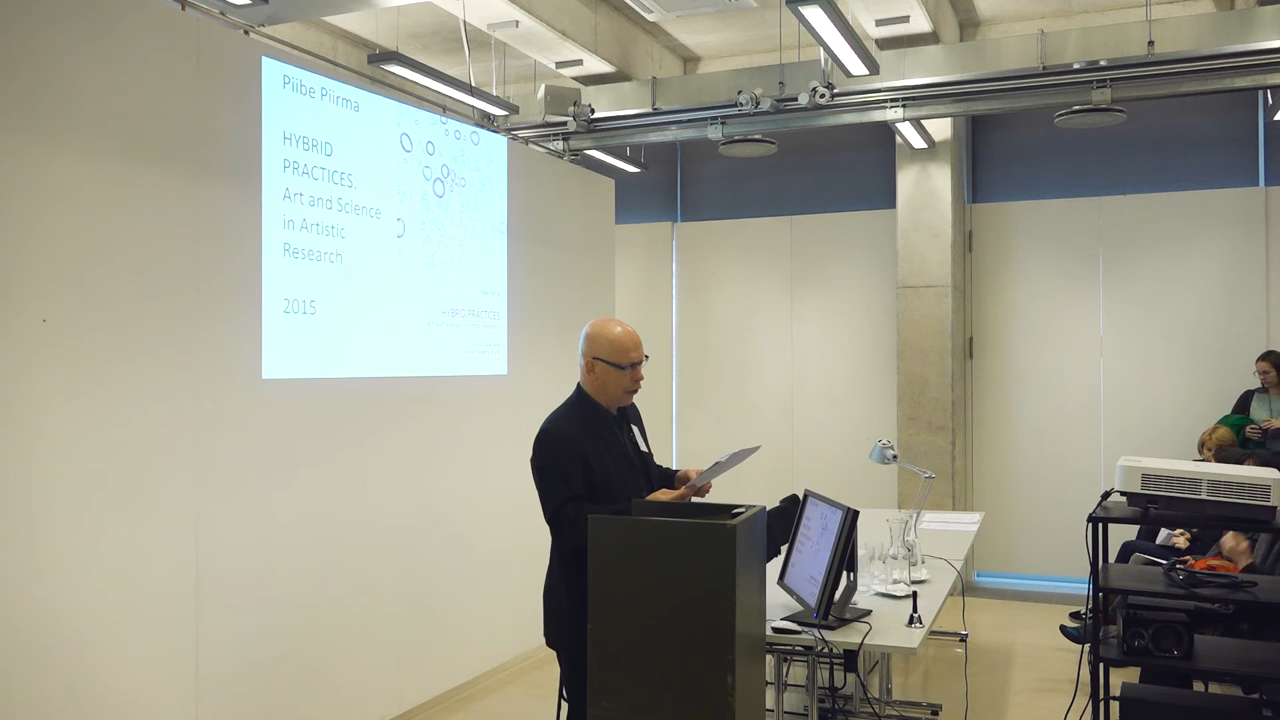 Piibe Piirma
HYBRID
PRACTICES.
Art and Science
in Artistic
Research
2015
HYBRID PRACTICES